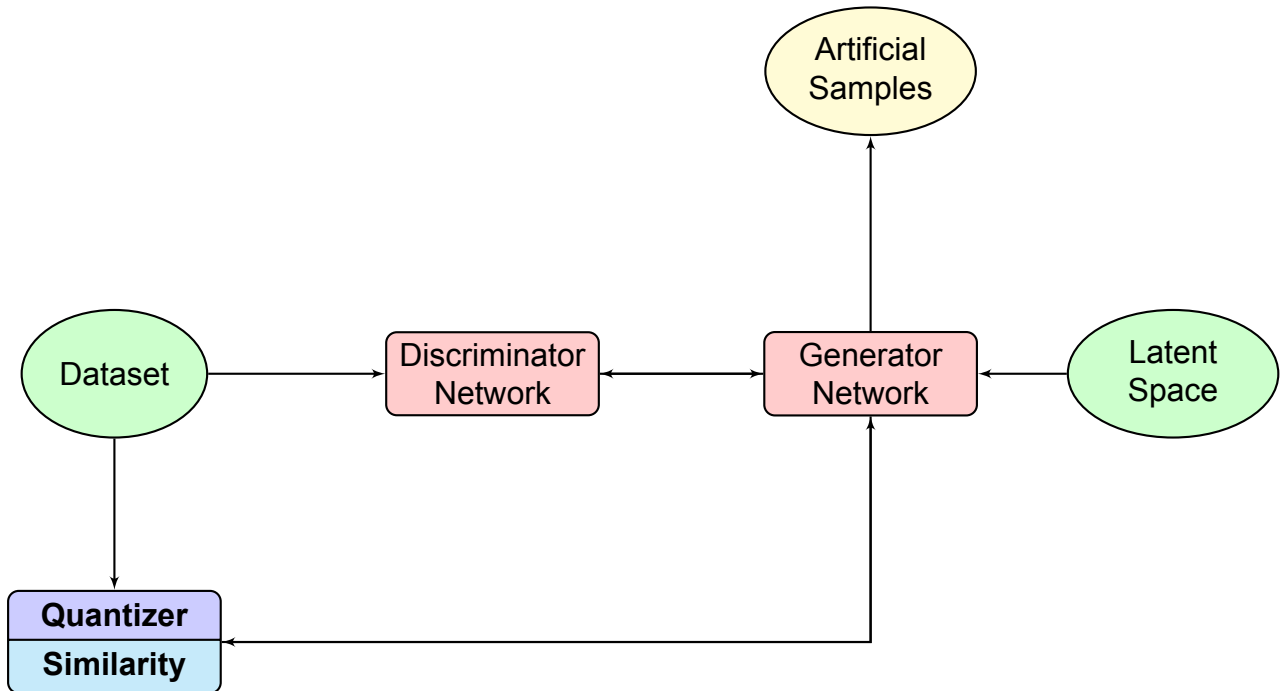 Artificial
Samples
Dataset
Discriminator
Network
Generator
Network
Latent
Space
Quantizer
Similarity